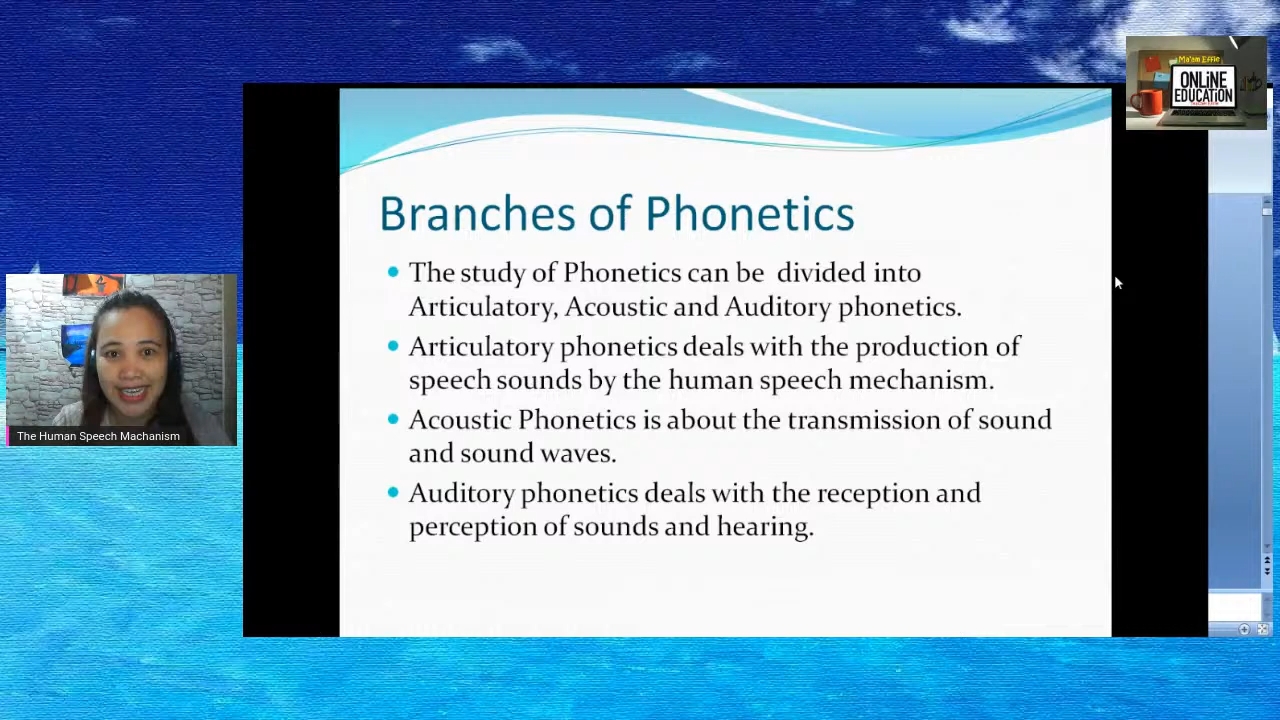 Ma'am Effie
ONLINE
EDUCATION
Branches of Phonetics
The study of Phonetics can be divided into
Articulatory, Acoustic and Auditory phonetics.
Articulatory phonetics deals with the production of
speech sounds by the human speech mechanism.
Acoustic Phonetics is about the transmission of sound
and sound waves.
Auditory phonetics deals with the reception and
perception of sounds and hearing.
The Human Speech Machanism